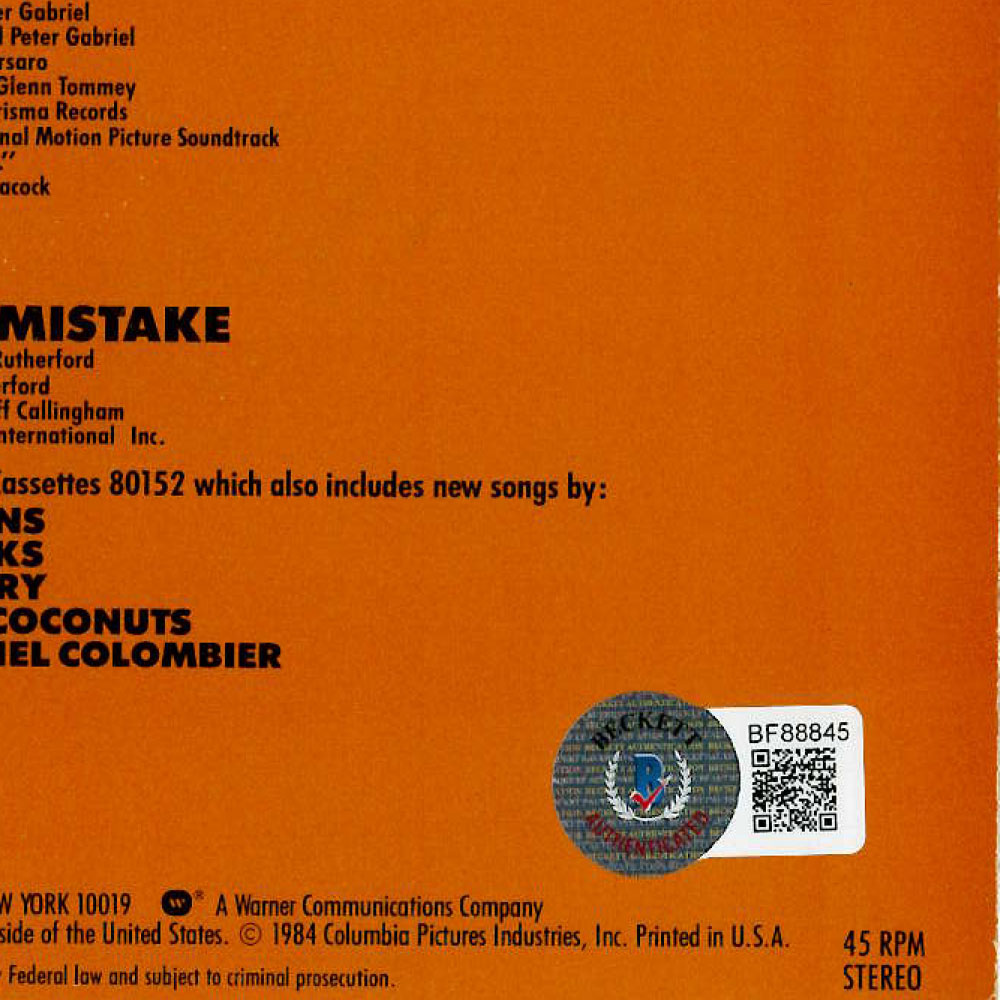 er Gabriel
l Peter Gabriel
rsaro
Glenn Tommey
risma Records
nal Motion Picture Soundtrack
."
acock
MISTAKE
Rutherford
rford
ff Callingham
nternational Inc.
Cassettes 80152 which also includes new songs by:
NS
KS
RY
COCONUTS
IEL COLOMBIER
BECKETT
B
AUTHENTICATED
BF88845
W YORK 10019 W® A Warner Communications Company
side of the United States. © 1984 Columbia Pictures Industries, Inc. Printed in U.S.A.
Federal law and subject to criminal prosecution.
45 RPM
STEREO